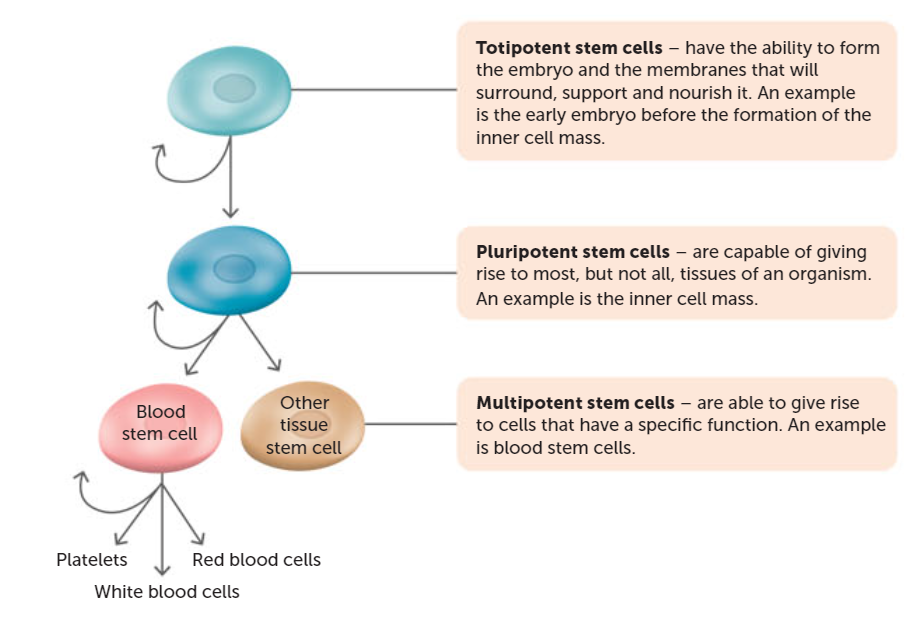 Totipotent stem cells – have the ability to form
the embryo and the membranes that will
surround, support and nourish it. An example
is the early embryo before the formation of the
inner cell mass.
Pluripotent stem cells – are capable of giving
rise to most, but not all, tissues of an organism.
An example is the inner cell mass.
Blood
stem cell
Other
tissue
stem cell
Multipotent stem cells – are able to give rise
to cells that have a specific function. An example
is blood stem cells.
Platelets
Red blood cells
White blood cells